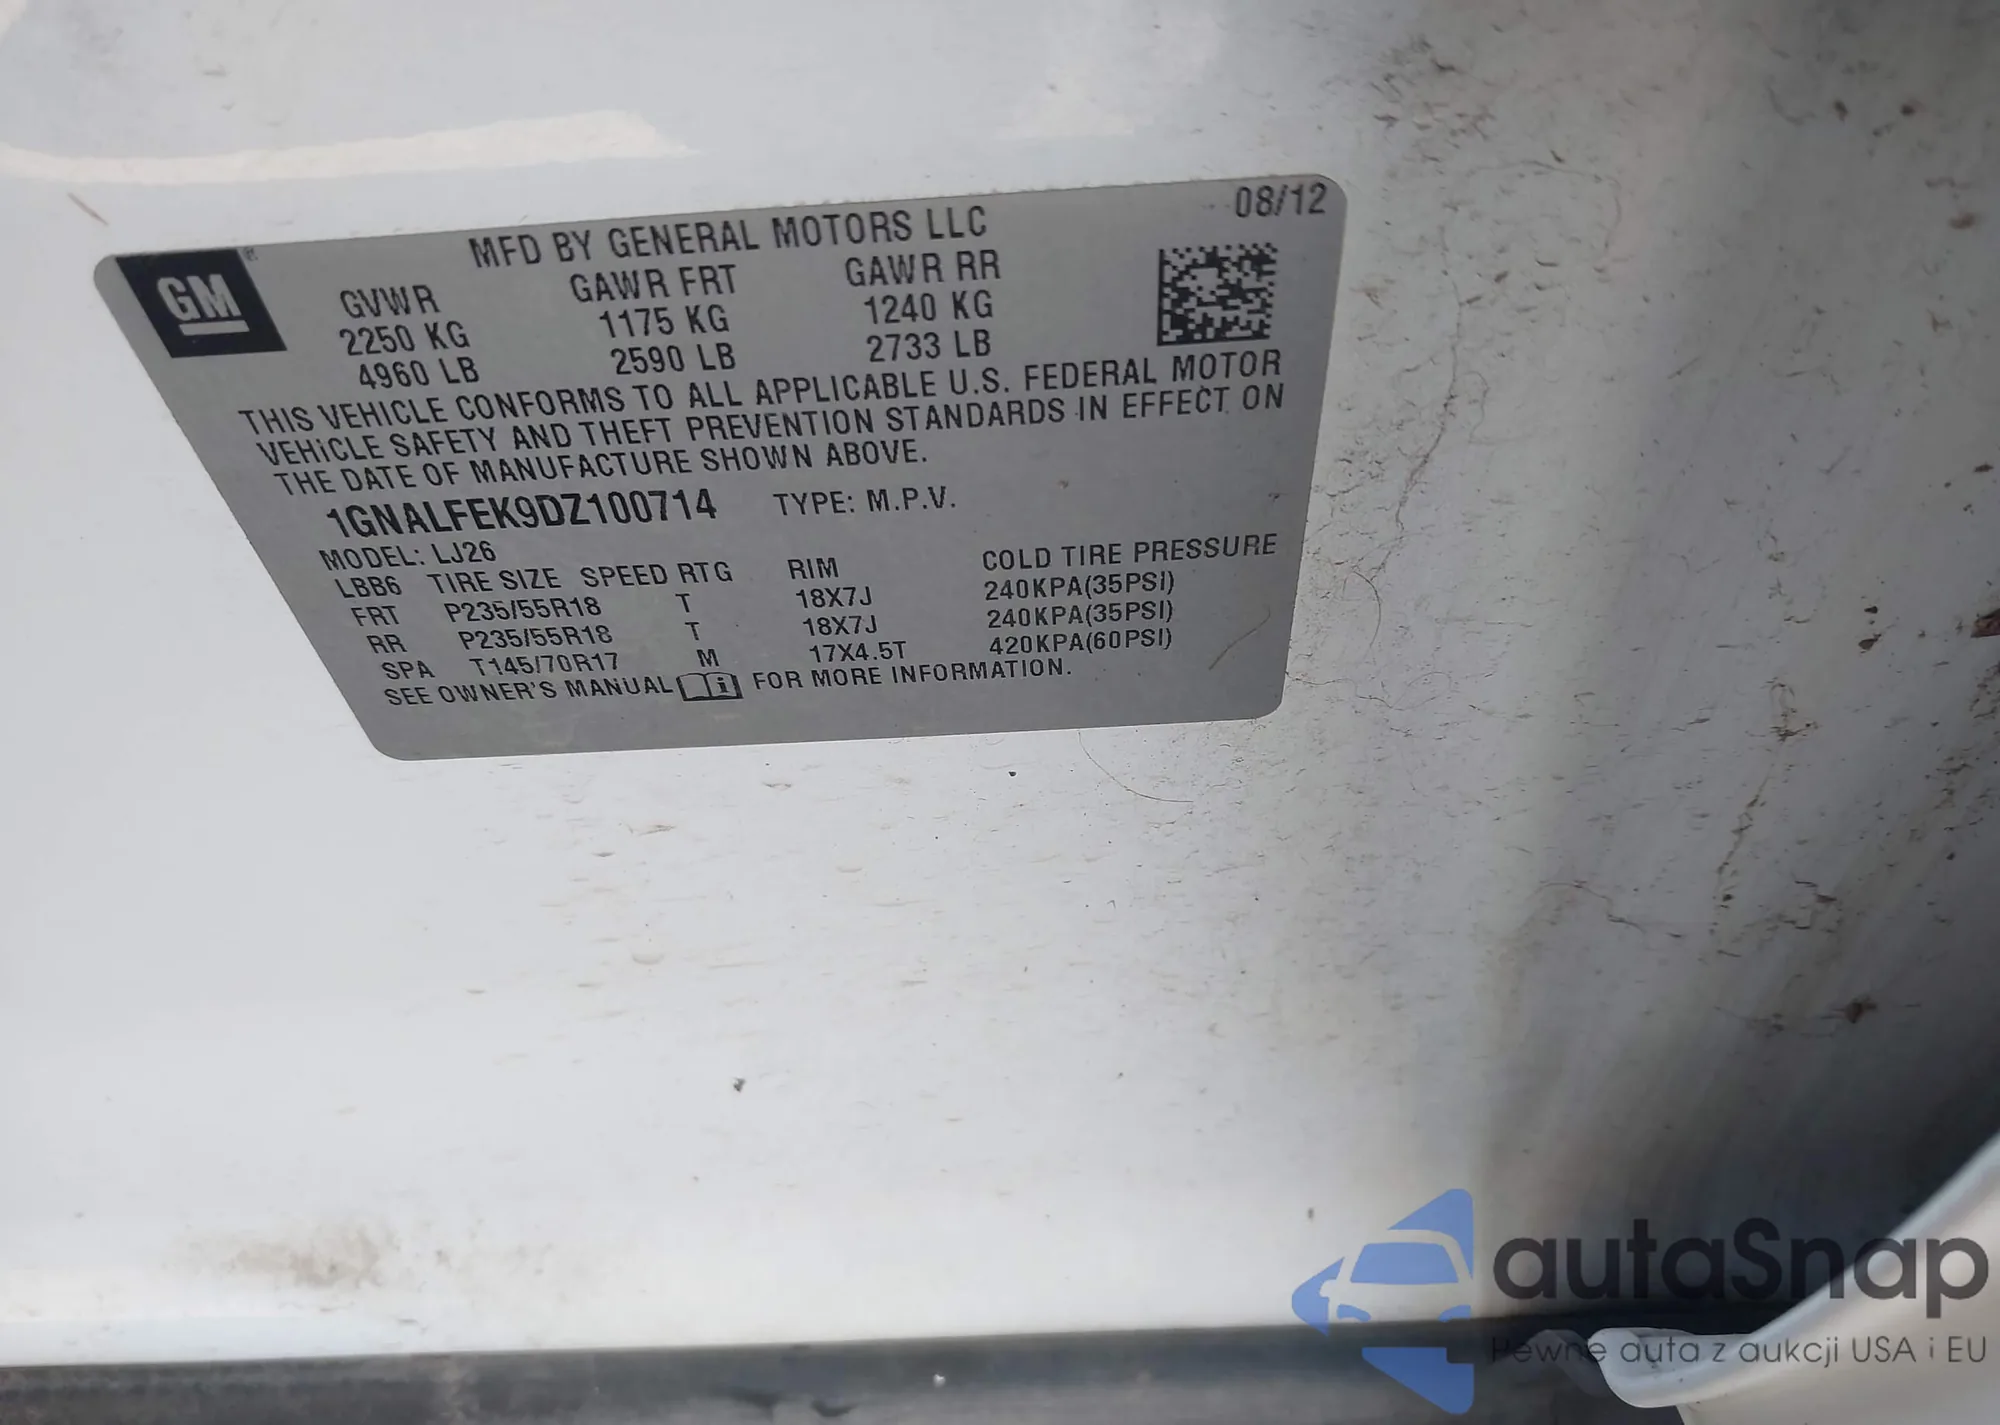 08/12
MFD BY GENERAL MOTORS LLC
GM
GVWR GAWR FRT GAWR RR
2250 KG 1175 KG 1240 KG
4960 LB 2590 LB 2733 LB
THIS VEHICLE CONFORMS TO ALL APPLICABLE U.S. FEDERAL MOTOR
VEHICLE SAFETY AND THEFT PREVENTION STANDARDS IN EFFECT ON
THE DATE OF MANUFACTURE SHOWN ABOVE.
1GNALFEK9DZ100714 TYPE: M.P.V.
MODEL: LJ26
LBB6 TIRE SIZE SPEED RTG RIM COLD TIRE PRESSURE
FRT P235/55R18 T 18X7J 240KPA(35PSI)
RR P235/55R18 T 18X7J 240KPA(35PSI)
SPA T145/70R17 M 17X4.5T 420KPA(60PSI)
SEE OWNER'S MANUAL FOR MORE INFORMATION.
autaSnap
Pewne auta z aukcji USA i EU